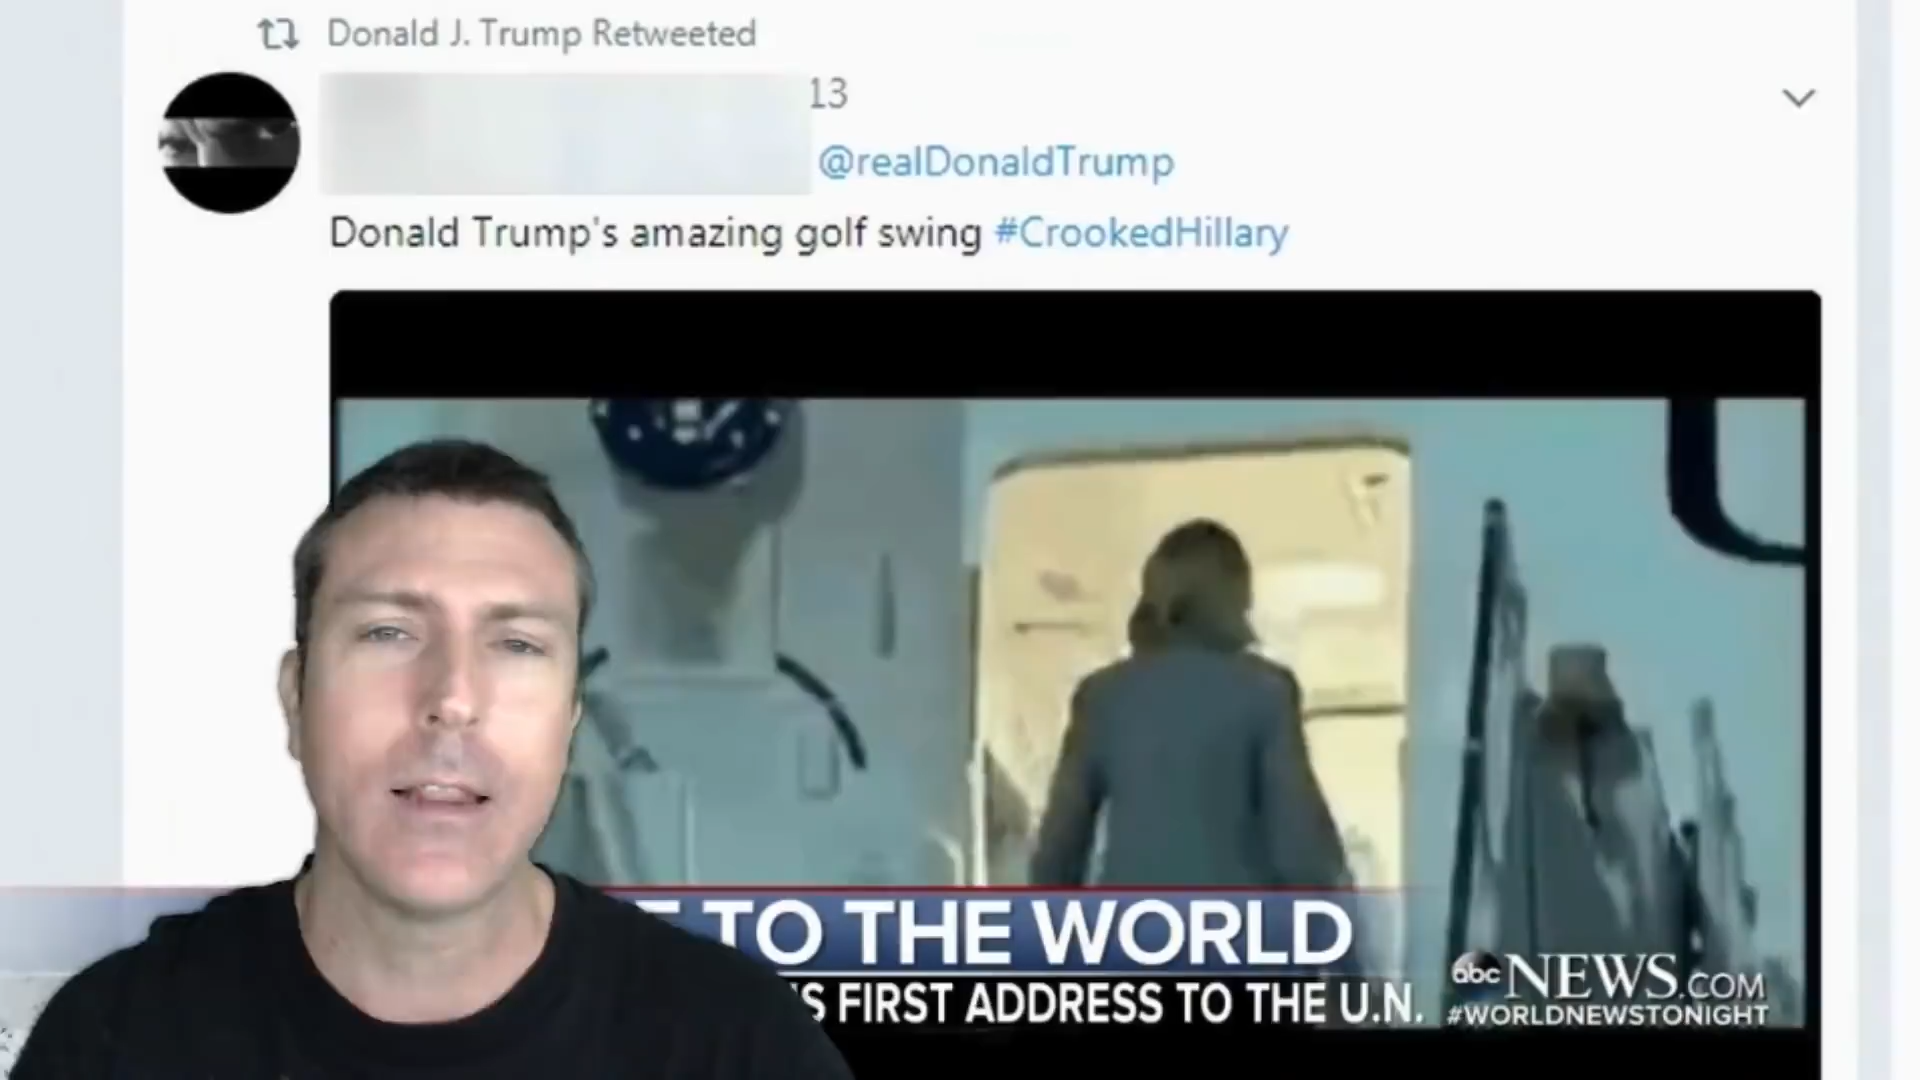 Donald J. Trump Retweeted
13
@realDonaldTrump
Donald Trump's amazing golf swing #CrookedHillary
TO THE WORLD
S FIRST ADDRESS TO THE U.N.
abc NEWS.COM
#WORLDNEWSTONIGHT